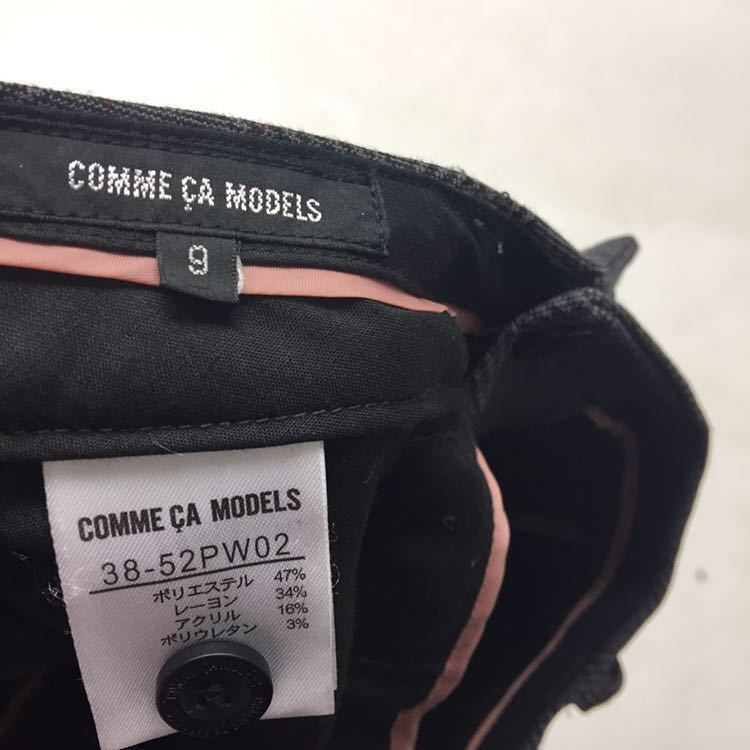 COMME ÇA MODELS
9
COMME ÇA MODELS
38-52PW02
ポリエステル 47%
レーヨン 34%
アクリル 16%
ポリウレタン 3%